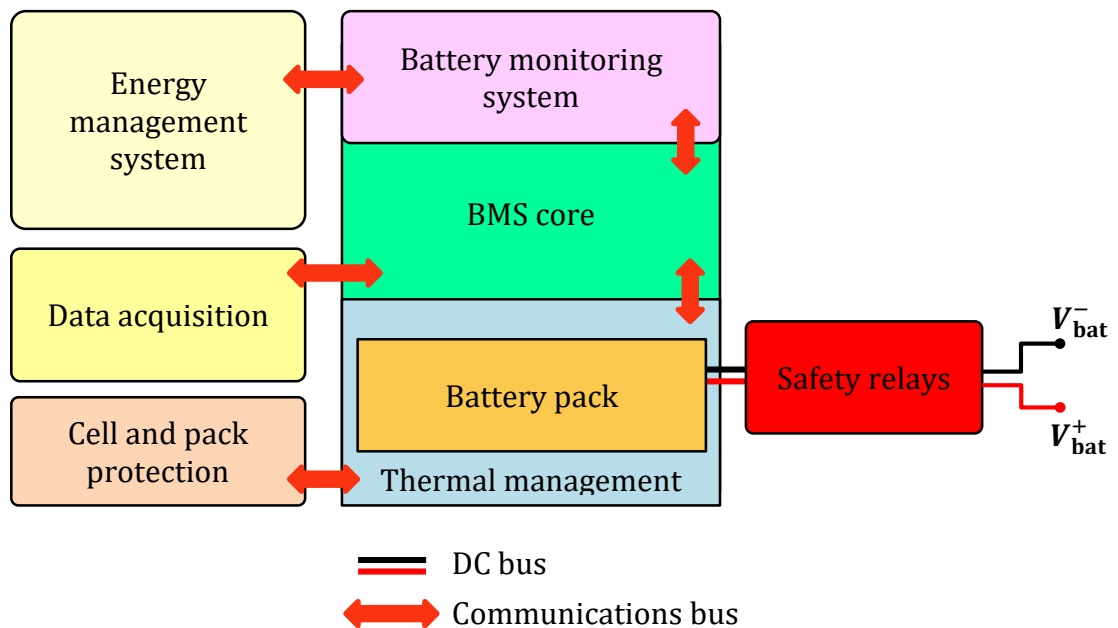 Energy
management
system
Battery monitoring
system
BMS core
Data acquisition
Battery pack
Safety relays
V⁻bat
V⁺bat
Cell and pack
protection
Thermal management
DC bus
Communications bus